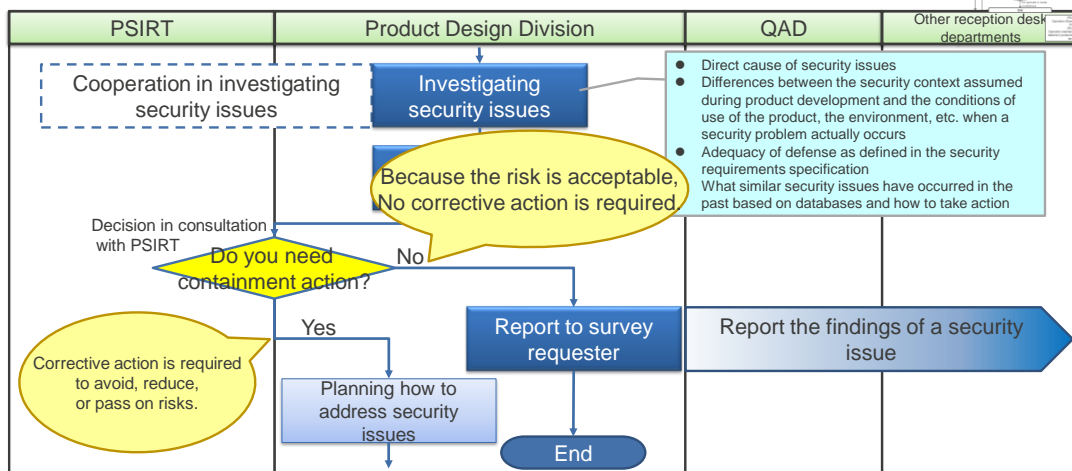 PSIRT
Product Design Division
QAD
Other reception desk
departments
Cooperation in investigating
security issues
Investigating
security issues
● Direct cause of security issues
● Differences between the security context assumed
during product development and the conditions of
use of the product, the environment, etc. when a
security problem actually occurs
● Adequacy of defense as defined in the security
requirements specification
● What similar security issues have occurred in the
past based on databases and how to take action
Because the risk is acceptable,
No corrective action is required.
Decision in consultation
with PSIRT
Do you need
containment action?
No
Yes
Corrective action is required
to avoid, reduce,
or pass on risks.
Planning how to
address security
issues
Report to survey
requester
Report the findings of a security
issue
End